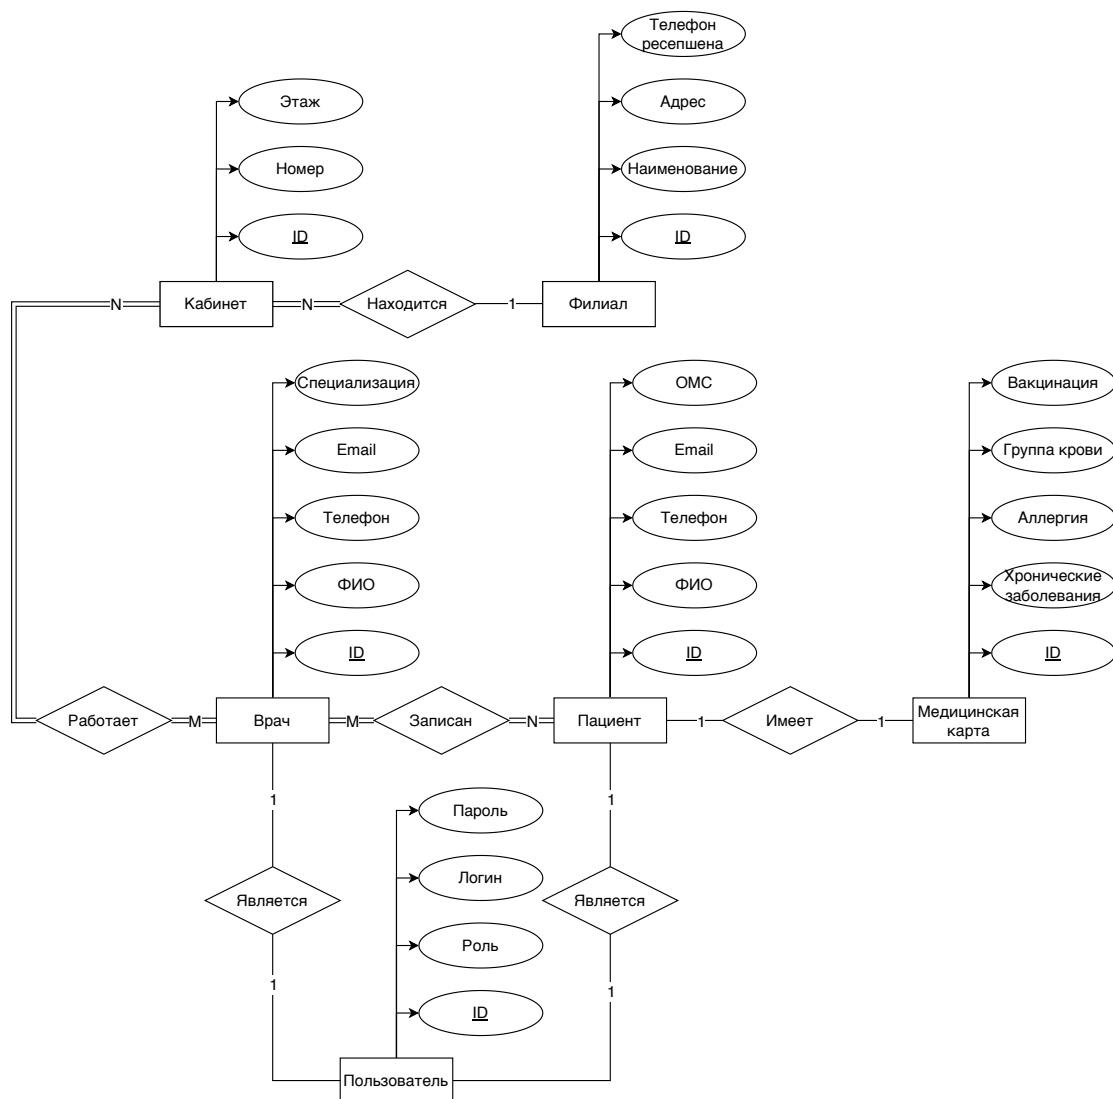 Телефон
ресепшена
Этаж
Адрес
Номер
Наименование
ID
ID
N
Кабинет
N
Находится
1
Филиал
Специализация
ОМС
Вакцинация
Email
Email
Группа крови
Телефон
Телефон
Аллергия
ФИО
ФИО
Хронические
заболевания
ID
ID
ID
Работает
M
Врач
M
Записан
N
Пациент
1
Имеет
1
Медицинская
карта
1
1
Пароль
Логин
Является
Является
Роль
1
1
ID
Пользователь